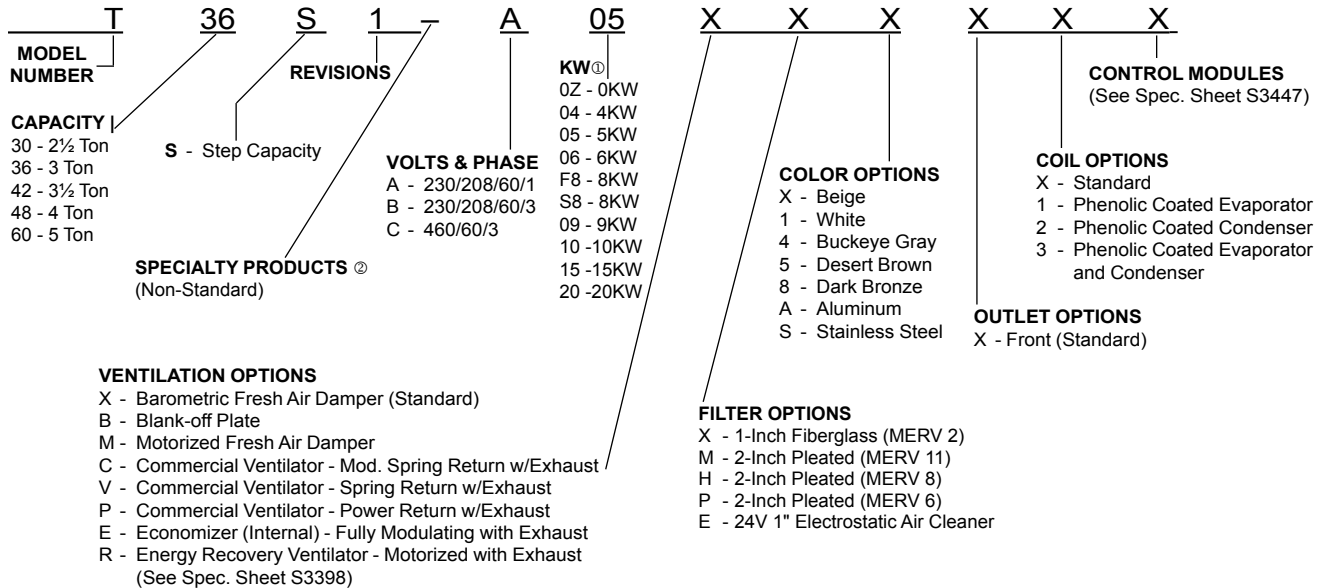 T 36 S 1 - A 05 X X X X X X
MODEL
NUMBER
REVISIONS
CAPACITY
30 - 2½ Ton
36 - 3 Ton
42 - 3½ Ton
48 - 4 Ton
60 - 5 Ton
S - Step Capacity
SPECIALTY PRODUCTS ②
(Non-Standard)
VOLTS & PHASE
A - 230/208/60/1
B - 230/208/60/3
C - 460/60/3
KW①
0Z - 0KW
04 - 4KW
05 - 5KW
06 - 6KW
F8 - 8KW
S8 - 8KW
09 - 9KW
10 -10KW
15 -15KW
20 -20KW
VENTILATION OPTIONS
X - Barometric Fresh Air Damper (Standard)
B - Blank-off Plate
M - Motorized Fresh Air Damper
C - Commercial Ventilator - Mod. Spring Return w/Exhaust
V - Commercial Ventilator - Spring Return w/Exhaust
P - Commercial Ventilator - Power Return w/Exhaust
E - Economizer (Internal) - Fully Modulating with Exhaust
R - Energy Recovery Ventilator - Motorized with Exhaust
(See Spec. Sheet S3398)
FILTER OPTIONS
X - 1-Inch Fiberglass (MERV 2)
M - 2-Inch Pleated (MERV 11)
H - 2-Inch Pleated (MERV 8)
P - 2-Inch Pleated (MERV 6)
E - 24V 1" Electrostatic Air Cleaner
COLOR OPTIONS
X - Beige
1 - White
4 - Buckeye Gray
5 - Desert Brown
8 - Dark Bronze
A - Aluminum
S - Stainless Steel
OUTLET OPTIONS
X - Front (Standard)
COIL OPTIONS
X - Standard
1 - Phenolic Coated Evaporator
2 - Phenolic Coated Condenser
3 - Phenolic Coated Evaporator
and Condenser
CONTROL MODULES
(See Spec. Sheet S3447)